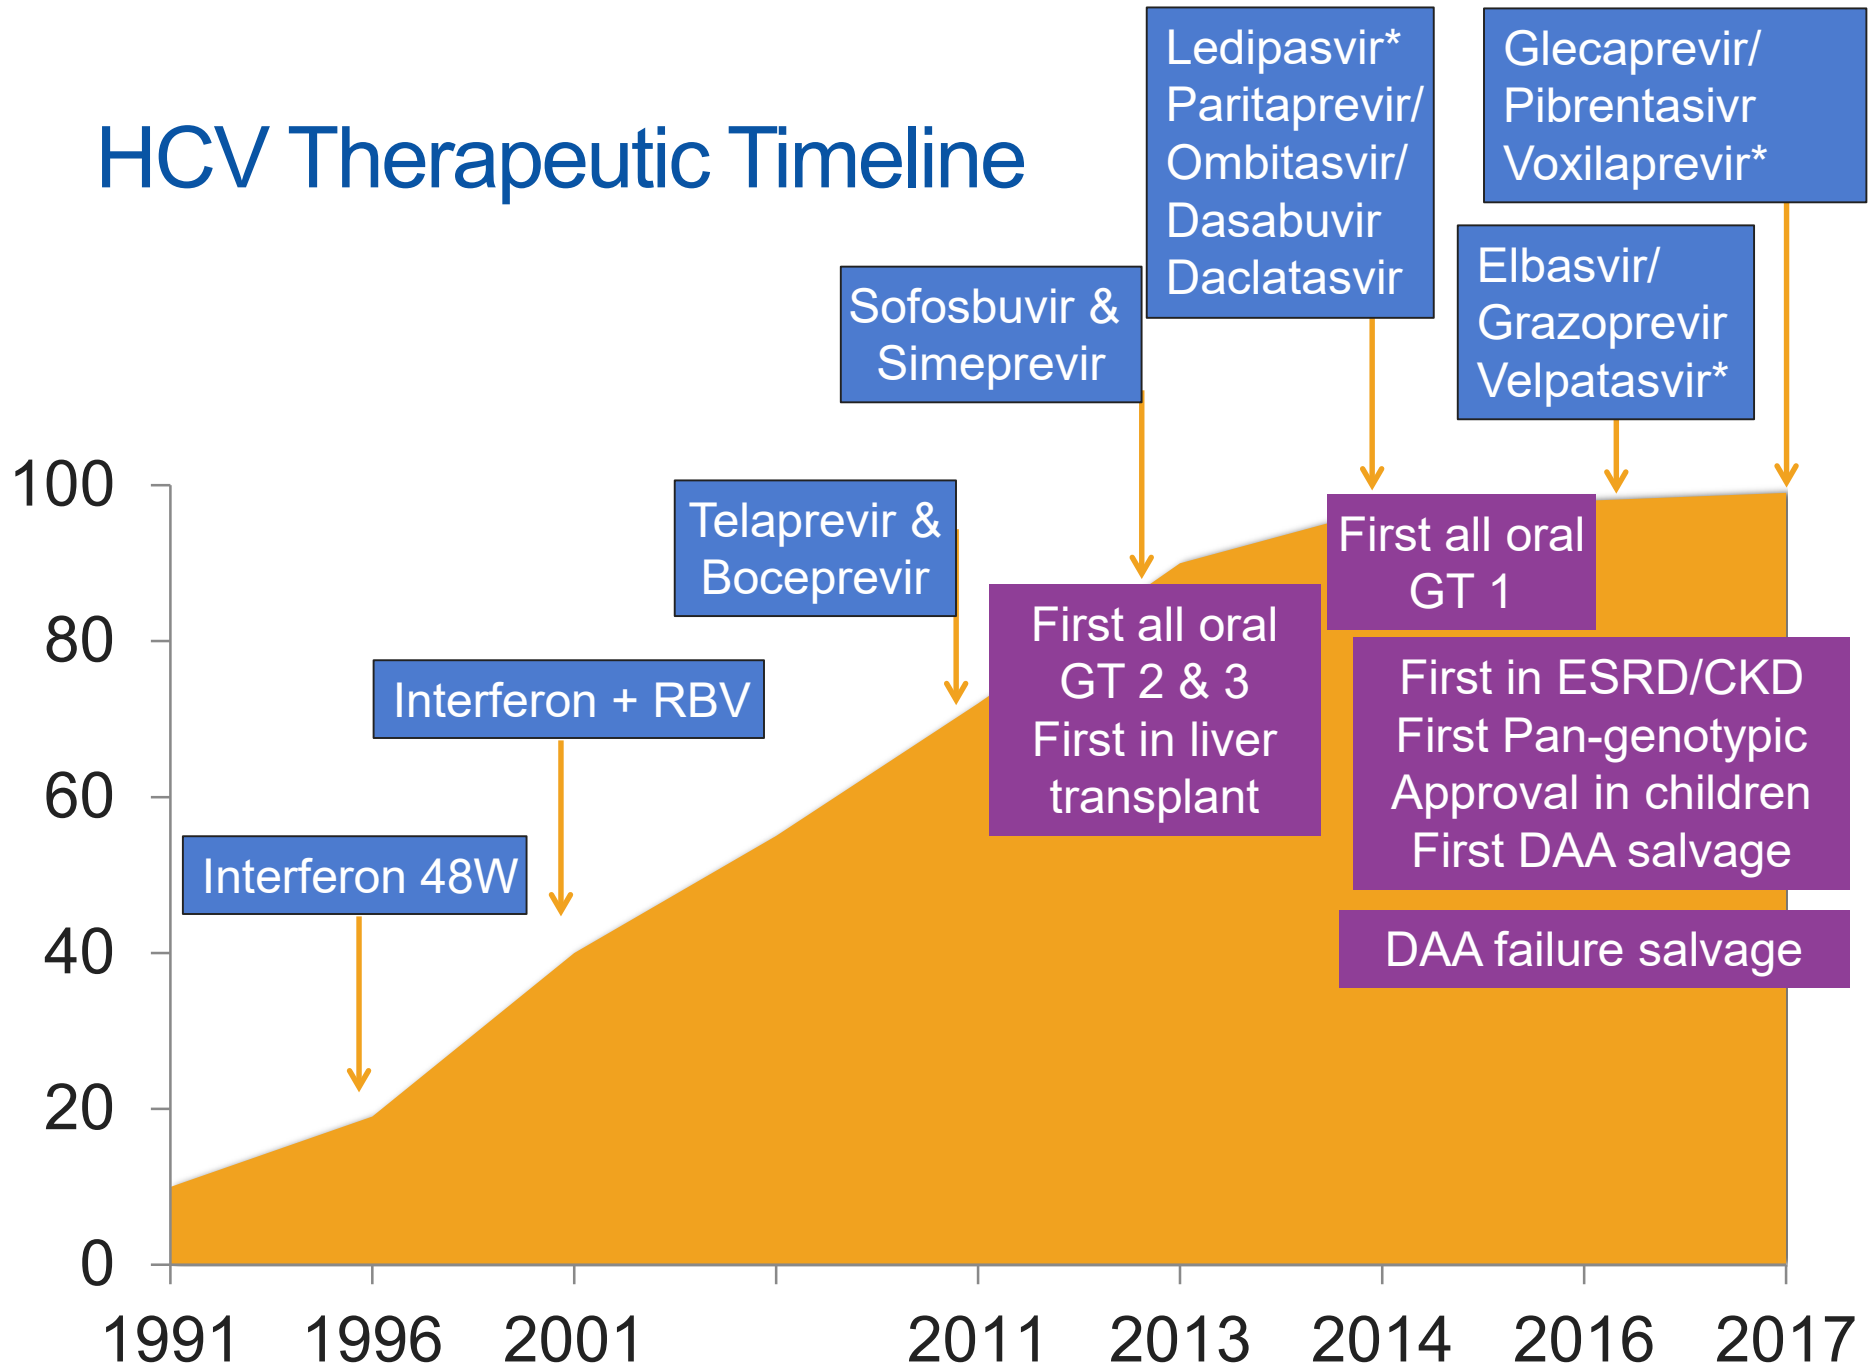 HCV Therapeutic Timeline
Ledipasvir*
Paritaprevir/
Ombitasvir/
Dasabuvir
Daclatasvir
Glecaprevir/
Pibrentasivr
Voxilaprevir*
Elbasvir/
Grazoprevir
Velpatasvir*
Sofosbuvir &
Simeprevir
Telaprevir &
Boceprevir
Interferon + RBV
Interferon 48W
First all oral
GT 2 & 3
First in liver
transplant
First all oral
GT 1
First in ESRD/CKD
First Pan-genotypic
Approval in children
First DAA salvage
DAA failure salvage
100
80
60
40
20
0
1991 1996 2001 2011 2013 2014 2016 2017